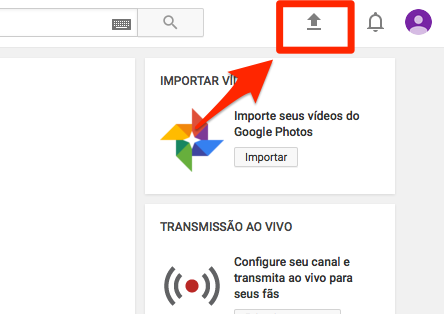 IMPORTAR VÍ
Importe seus vídeos do
Google Photos
Importar
TRANSMISSÃO AO VIVO
Configure seu canal e
transmita ao vivo para
seus fãs